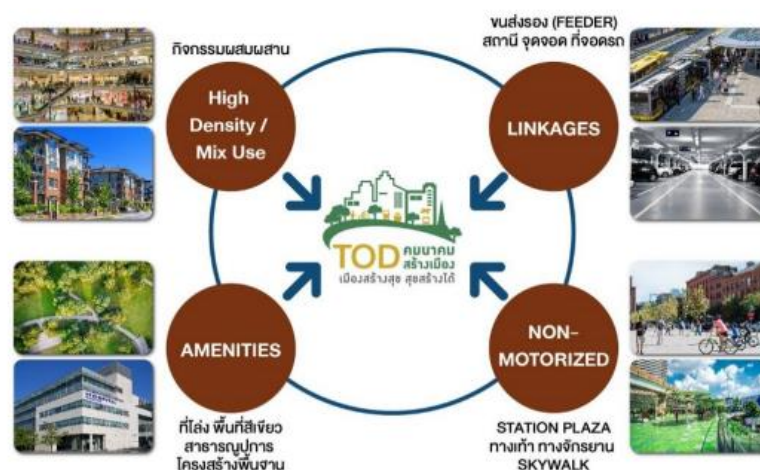 กิจกรรมผสมผสาน
High
Density /
Mix Use
ขนส่งรอง (FEEDER)
สถานี จุดจอด ที่จอดรถ
LINKAGES
TOD คมนาคม
สร้างเมือง
เมืองสร้างสุข สุขสร้างได้
AMENITIES
ที่โล่ง พื้นที่สีเขียว
สาธารณูปการ
โครงสร้างพื้นฐาน
NON-
MOTORIZED
STATION PLAZA
ทางเท้า ทางจักรยาน
SKYWALK